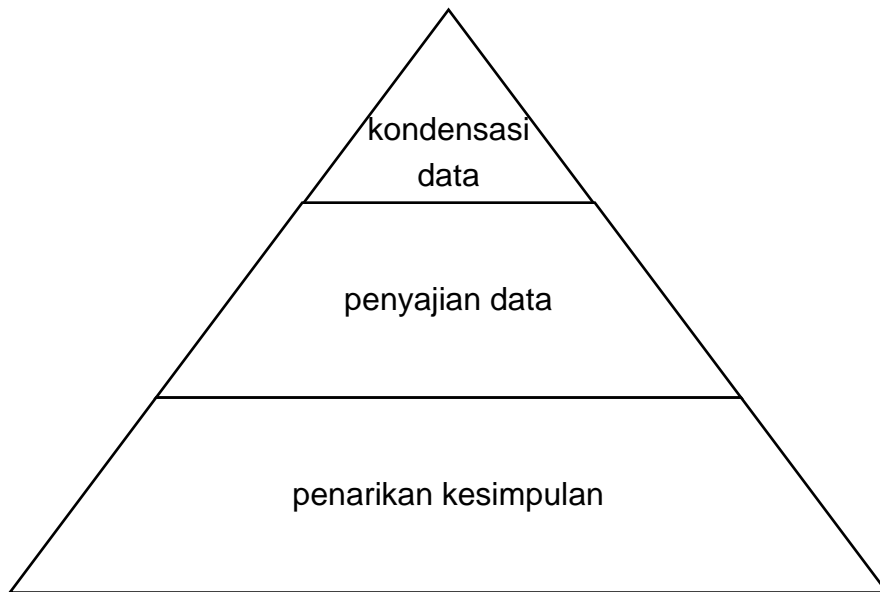 kondensasi
data
penyajian data
penarikan kesimpulan